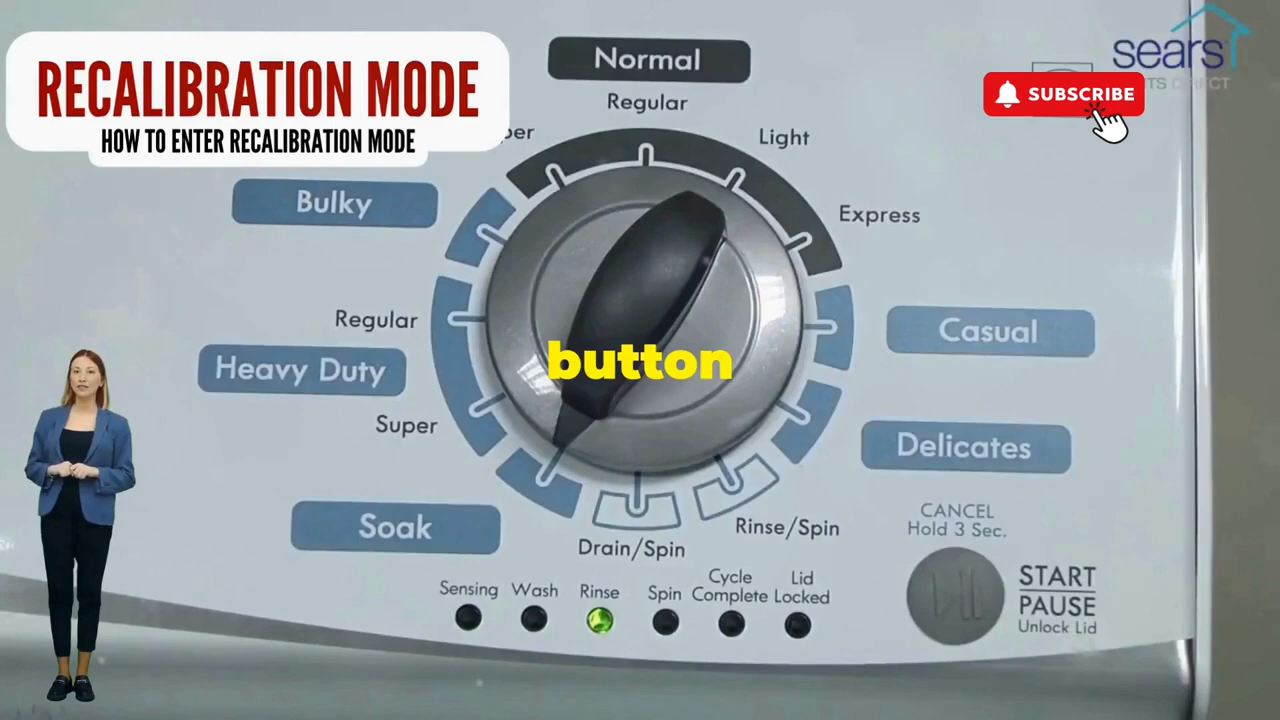 RECALIBRATION MODE
HOW TO ENTER RECALIBRATION MODE
sears
DIRECT
SUBSCRIBE
Normal
Regular
Light
Express
Bulky
Regular
Heavy Duty
Super
Soak
Casual
Delicates
button
Rinse/Spin
Drain/Spin
CANCEL
Hold 3 Sec.
START
PAUSE
Unlock Lid
Sensing
Wash
Rinse
Spin
Cycle
Complete
Lid
Locked